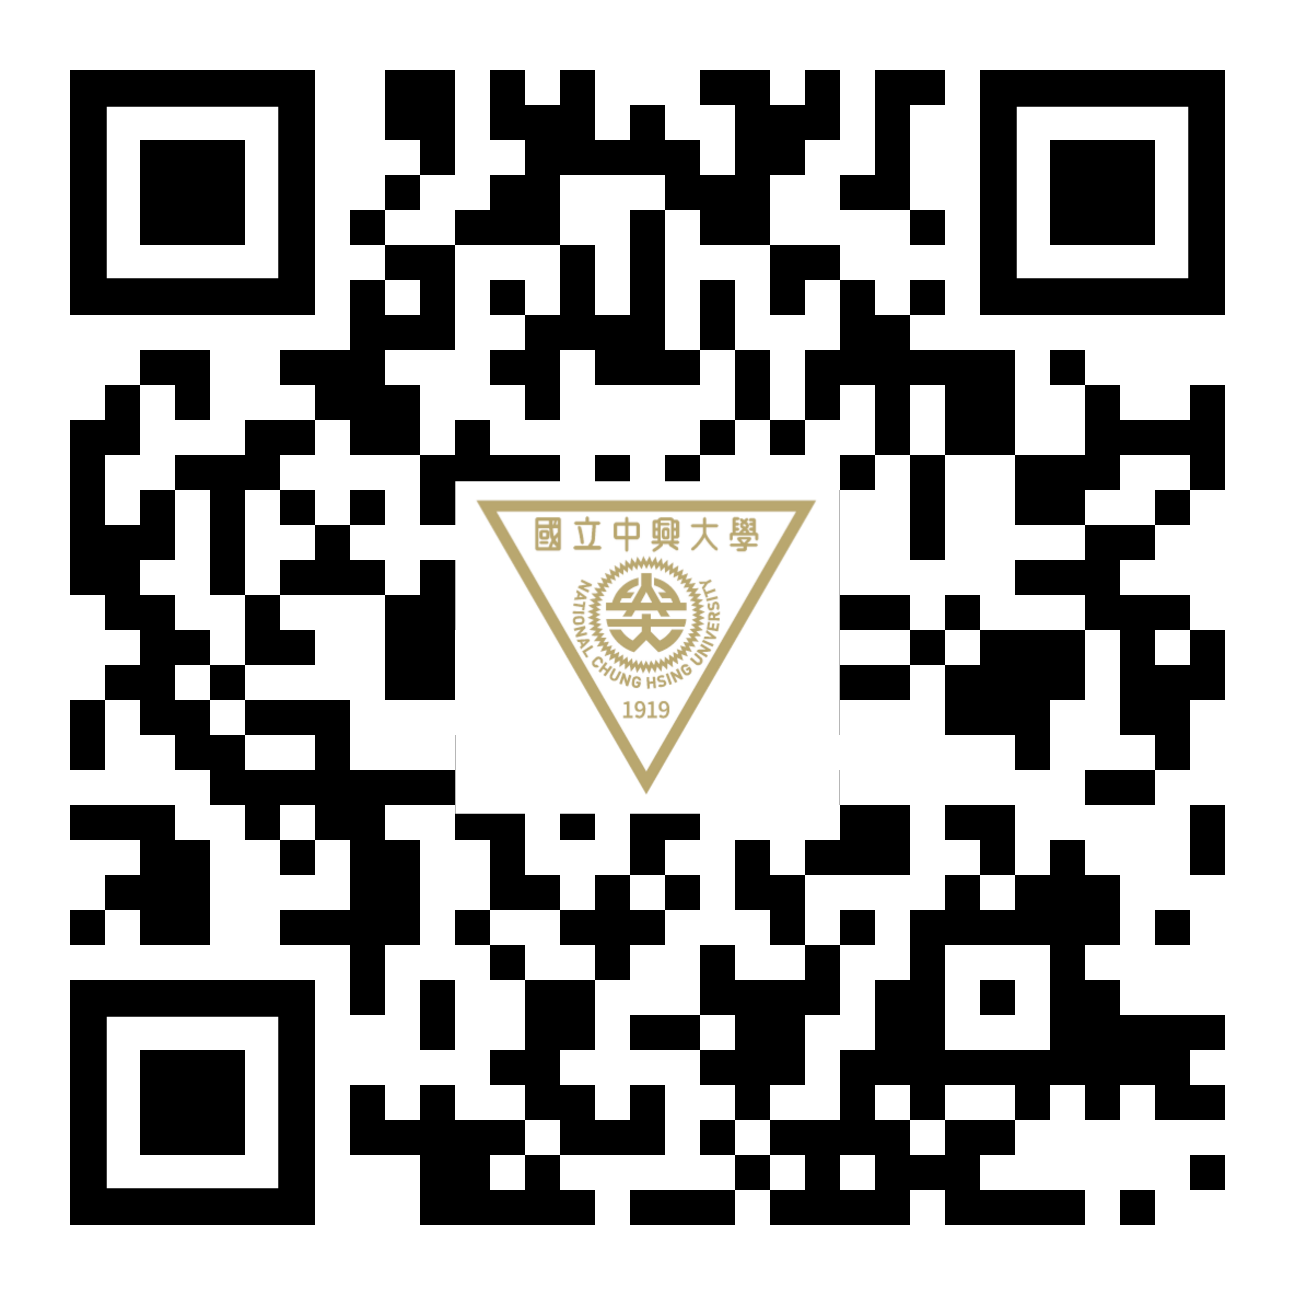 國立中興大學
NATIONAL CHUNG HSING UNIVERSITY
1919